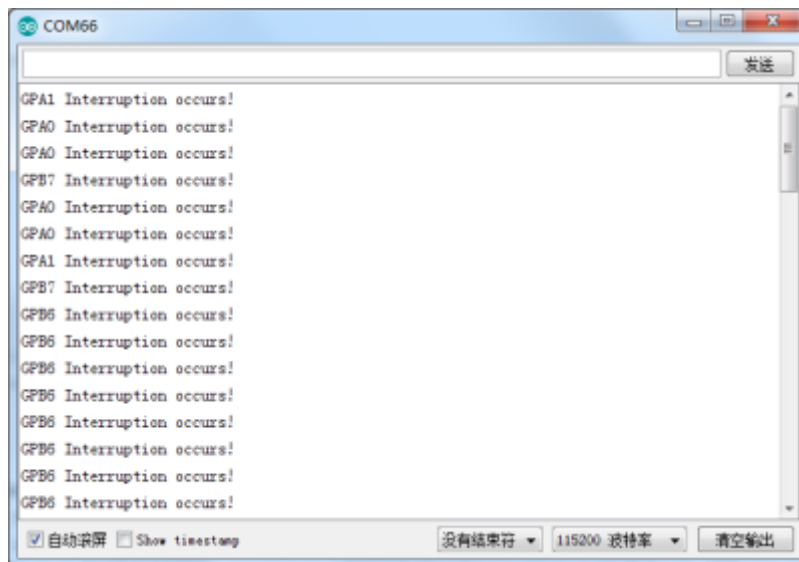 COM66
发送
GPA1 Interruption occurs!
GPA0 Interruption occurs!
GPA0 Interruption occurs!
GPB7 Interruption occurs!
GPA0 Interruption occurs!
GPA0 Interruption occurs!
GPA1 Interruption occurs!
GPB7 Interruption occurs!
GPB6 Interruption occurs!
GPB6 Interruption occurs!
GPB6 Interruption occurs!
GPB6 Interruption occurs!
GPB6 Interruption occurs!
GPB6 Interruption occurs!
GPB6 Interruption occurs!
GPB6 Interruption occurs!
自动滚屏 Show timestamp 没有结束符 115200 波特率 清空输出